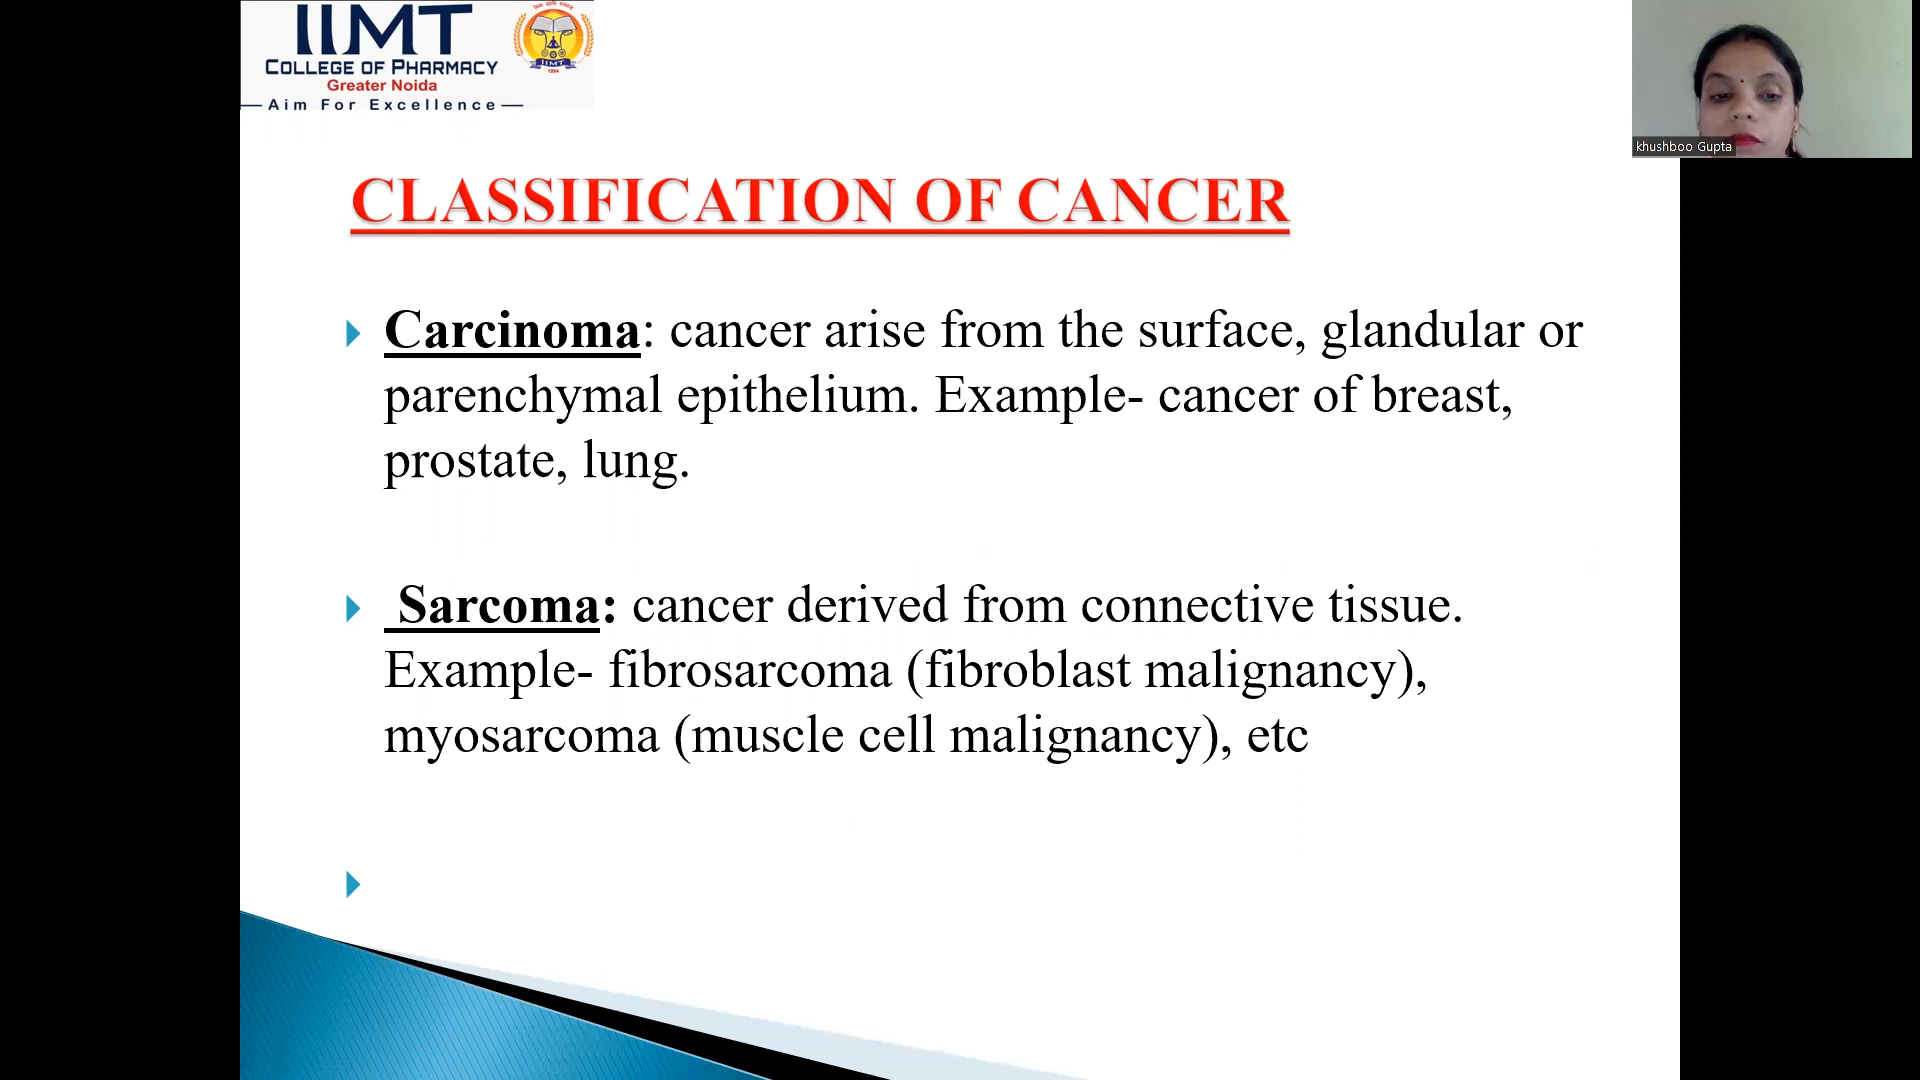 IIMT
COLLEGE OF PHARMACY
Greater Noida
Aim For Excellence
IIMT
1994
khushboo Gupta
CLASSIFICATION OF CANCER
Carcinoma: cancer arise from the surface, glandular or
parenchymal epithelium. Example- cancer of breast,
prostate, lung.
Sarcoma: cancer derived from connective tissue.
Example- fibrosarcoma (fibroblast malignancy),
myosarcoma (muscle cell malignancy), etc